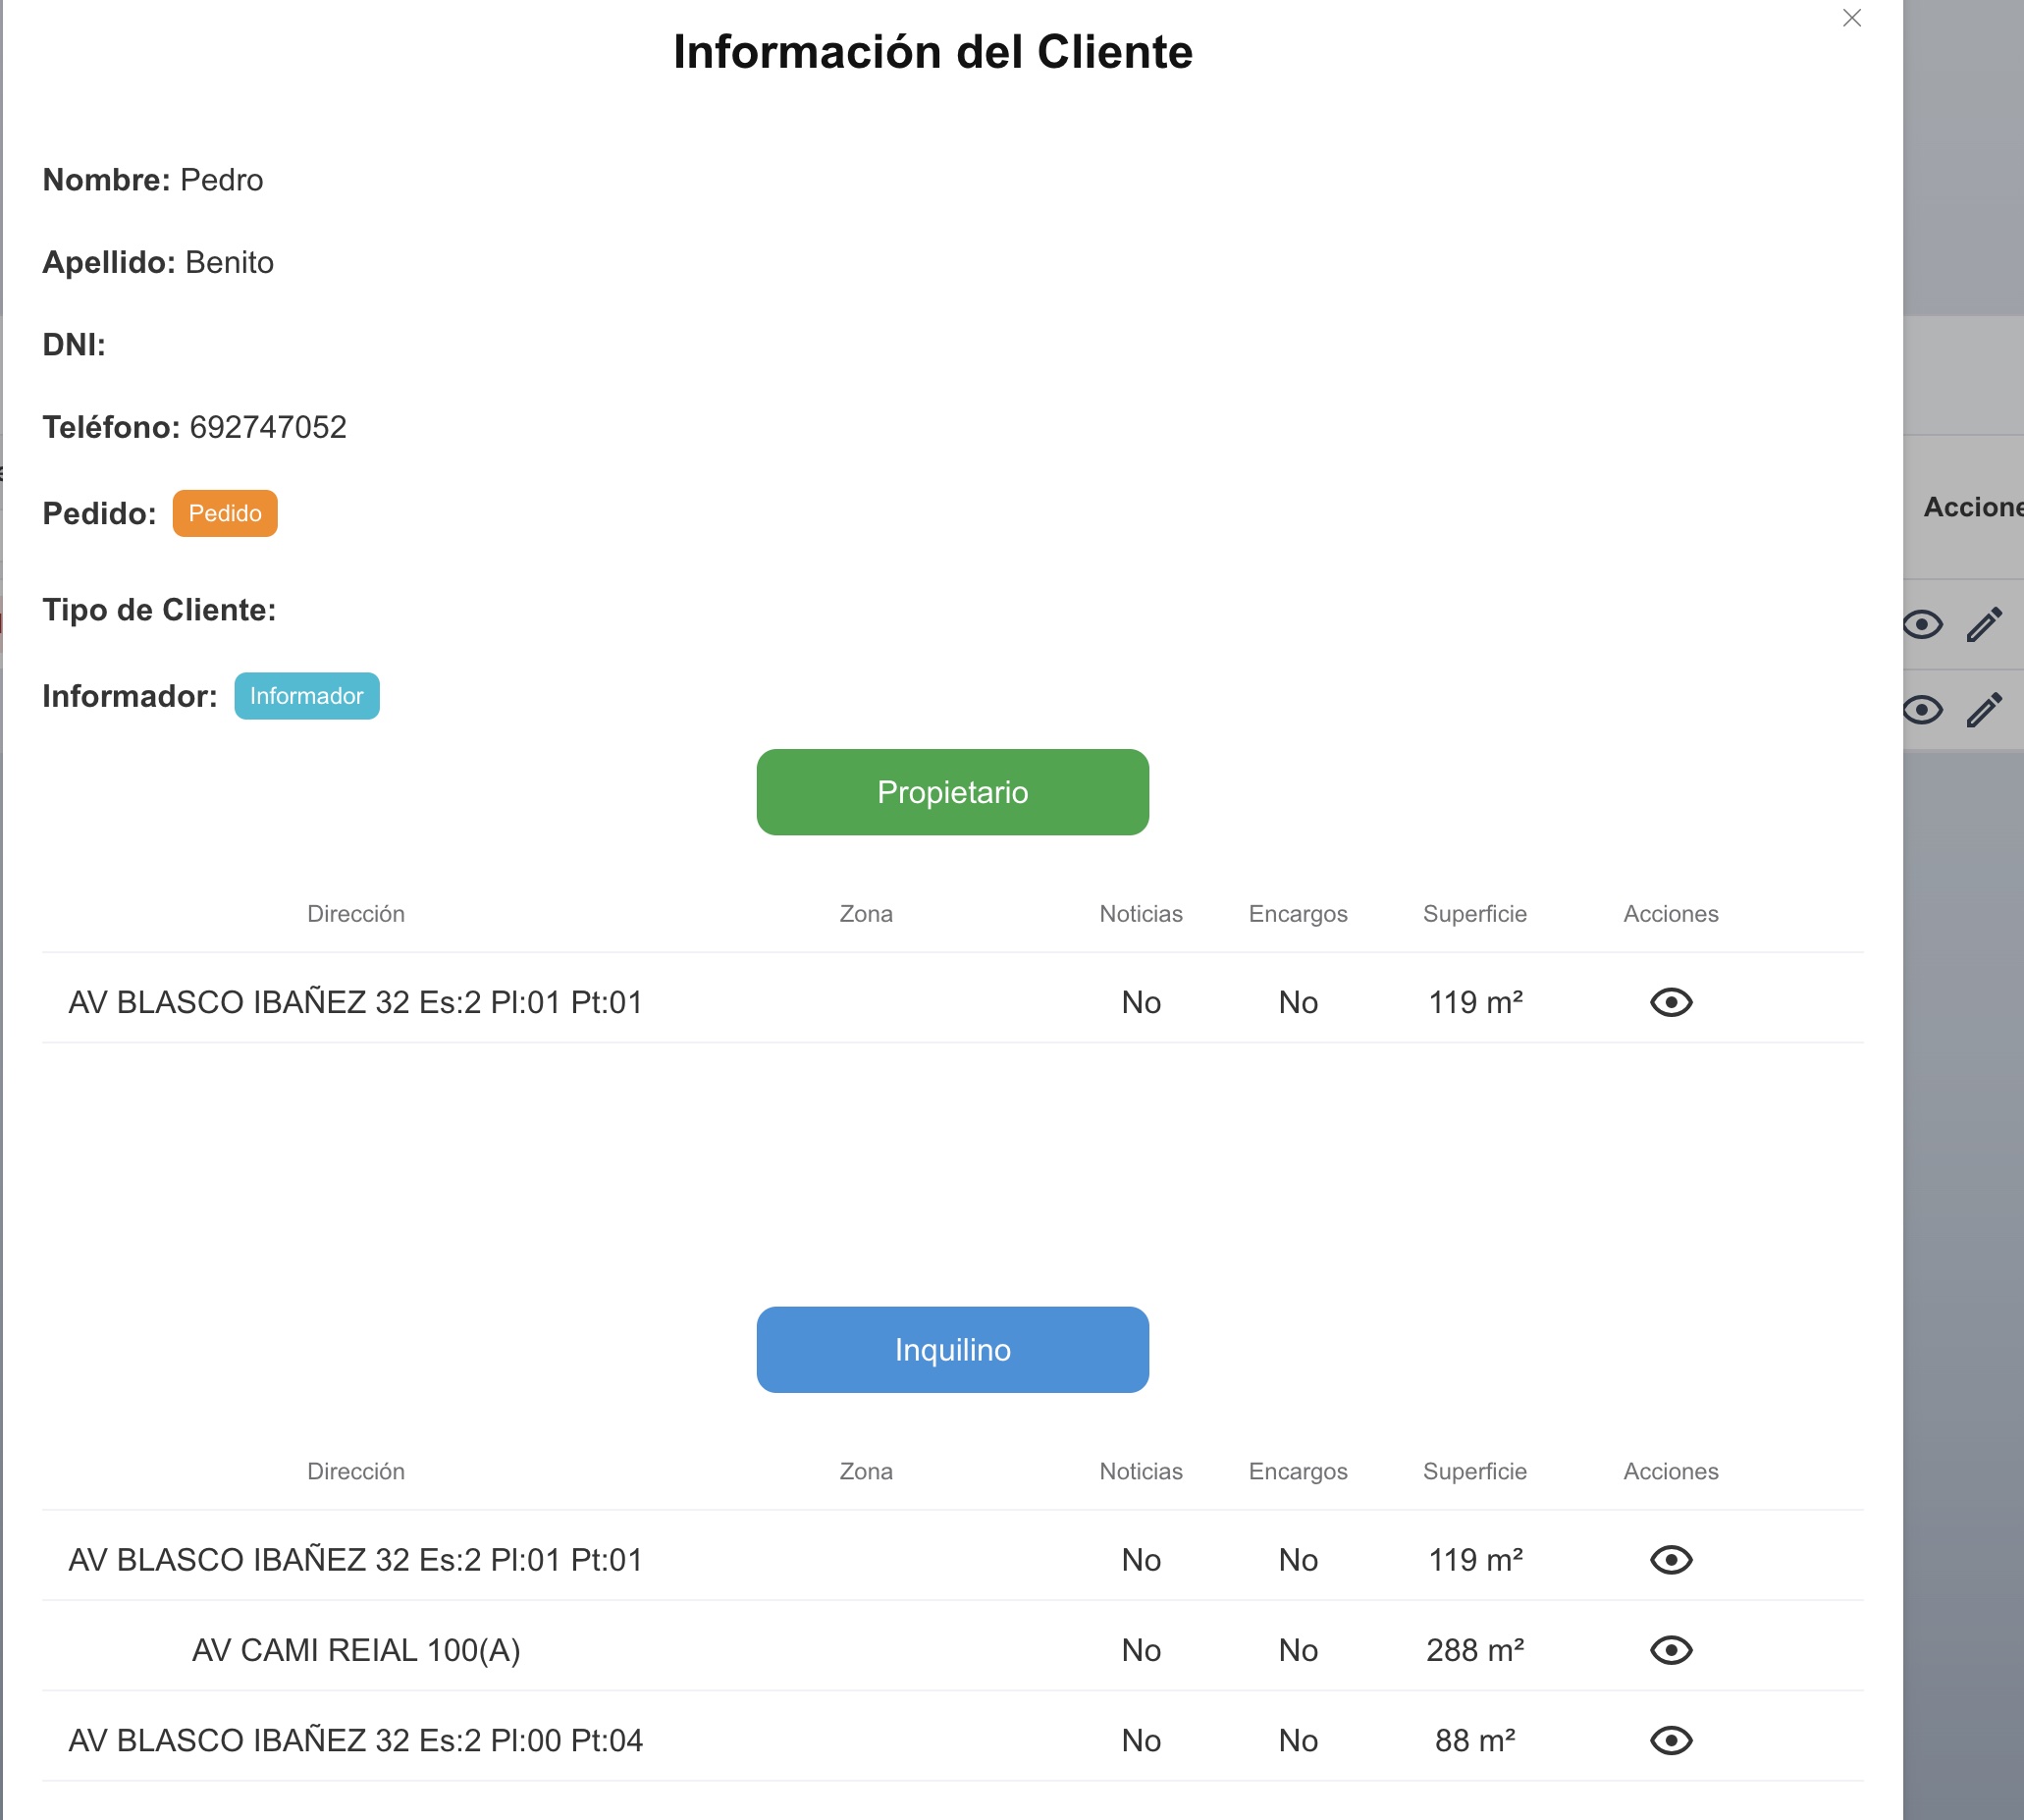 Información del Cliente
Nombre: Pedro
Apellido: Benito
DNI:
Teléfono: 692747052
Pedido: Pedido
Accione
Tipo de Cliente:
Informador: Informador
Propietario
Dirección Zona Noticias Encargos Superficie Acciones
AV BLASCO IBAÑEZ 32 Es:2 Pl:01 Pt:01 No No 119 m²
Inquilino
Dirección Zona Noticias Encargos Superficie Acciones
AV BLASCO IBAÑEZ 32 Es:2 Pl:01 Pt:01 No No 119 m²
AV CAMI REIAL 100(A) No No 288 m²
AV BLASCO IBAÑEZ 32 Es:2 Pl:00 Pt:04 No No 88 m²